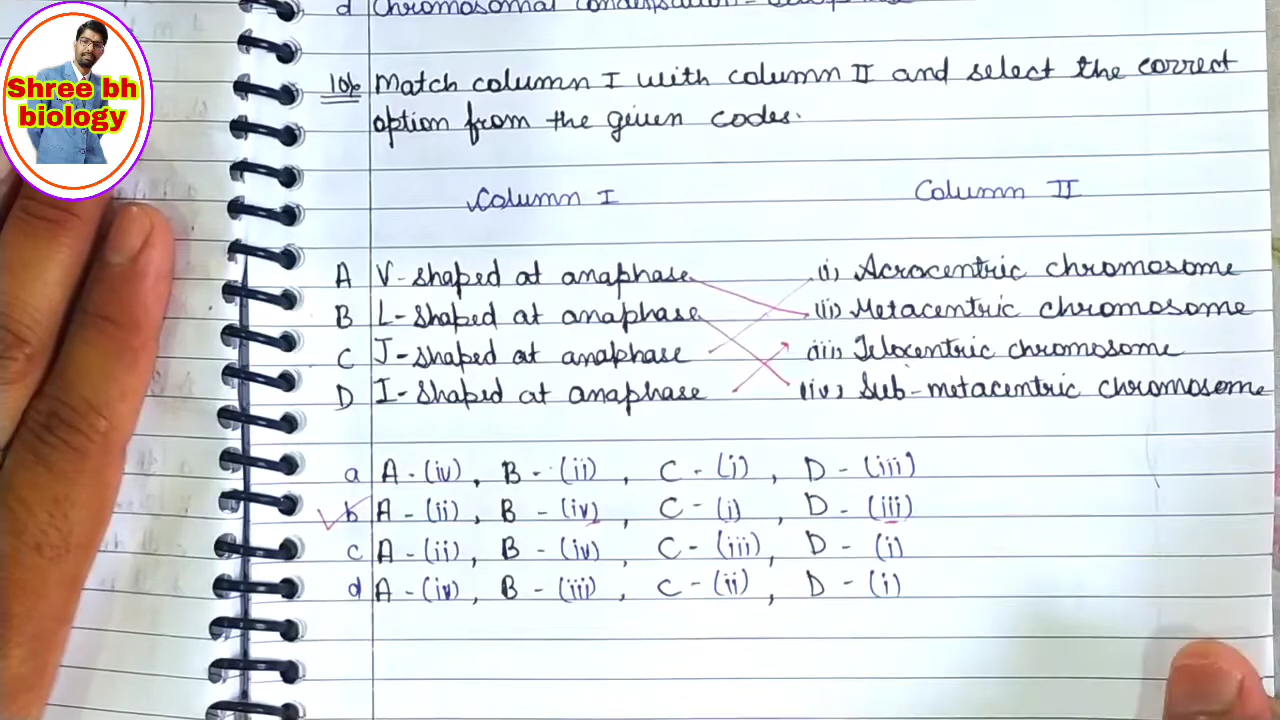 d Chromosomal
Shree bh
biology
10% Match column I with column II and select the correct
option from the given codes.
Column I Column II
A V-shaped at anaphase (i) Acrocentric chromosome
B L-shaped at anaphase (ii) Metacentric chromosome
C J-shaped at anaphase (iii) Telocentric chromosome
D I-shaped at anaphase (iv) Sub-metacentric chromosome
a A-(iv), B-(ii), C-(i), D-(iii)
b A-(ii), B-(iv), C-(i), D-(iii)
c A-(ii), B-(iv), C-(iii), D-(i)
d A-(iv), B-(iii), C-(ii), D-(i)